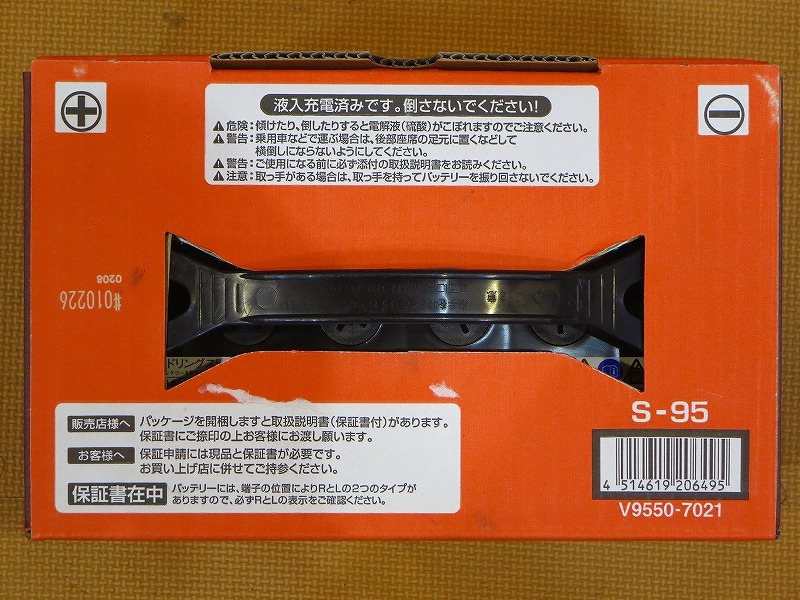 液入充電済みです。倒さないでください!
危険:傾けたり、倒したりすると電解液(硫酸)がこぼれますのでご注意ください。
警告:乗用車などで運ぶ場合は、後部座席の足元に置くなどして
横倒しにならないようにしてください。
警告:ご使用になる前に必ず添付の取扱説明書をお読みください。
注意:取っ手がある場合は、取っ手を持ってバッテリーを振り回さないでください。
#010226
0208
ドリング
販売店様へ
パッケージを開梱しますと取扱説明書(保証書付)があります。
保証書にご捺印の上お客様にお渡し願います。
お客様へ
保証申請には現品と保証書が必要です。
お買い上げ店に併せてご持参ください。
保証書在中
バッテリーには、端子の位置によりRとLの2つのタイプが
ありますので、必ずRとLの表示をご確認ください。
S-95
4 514619 206495
V9550-7021